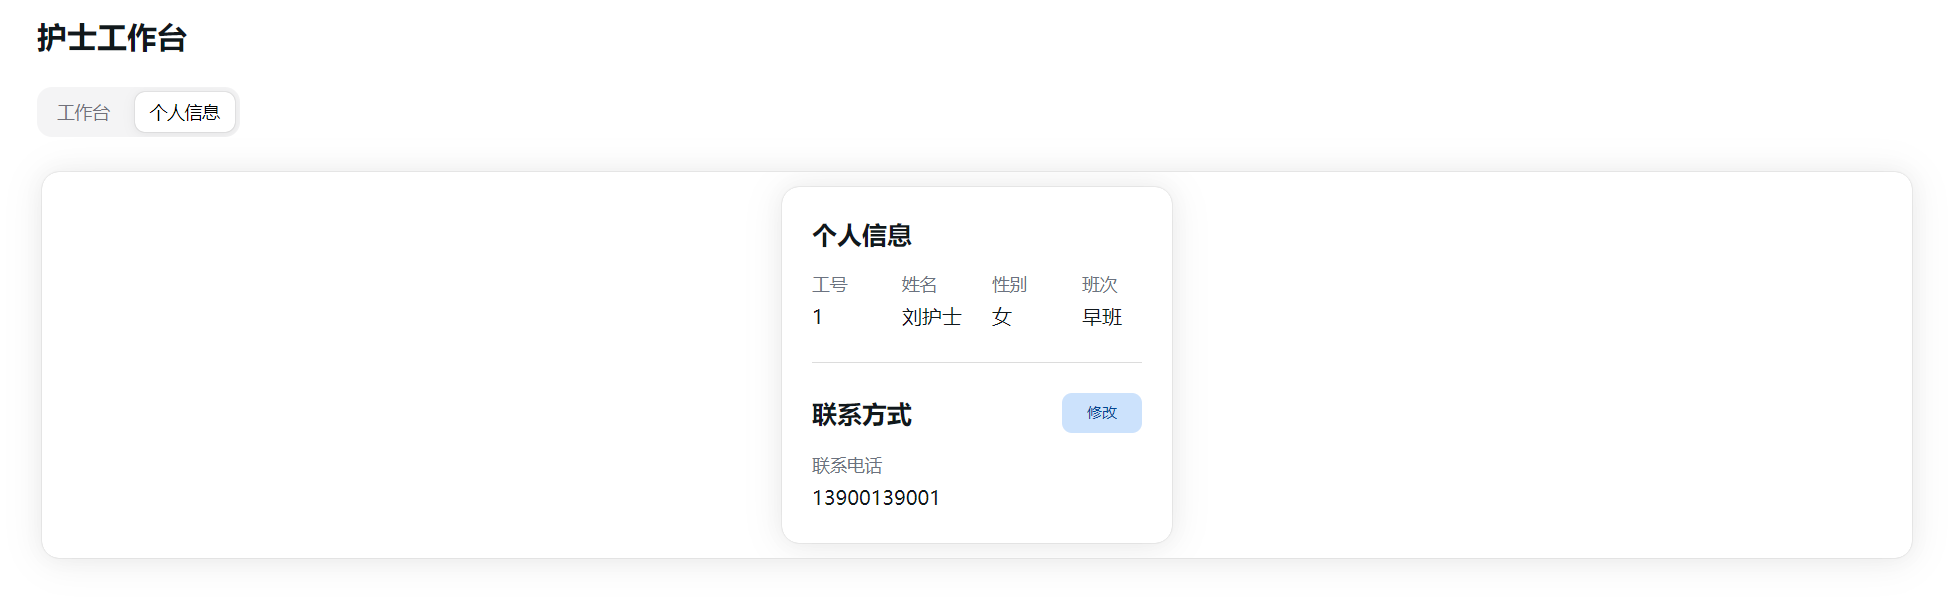 护士工作台
工作台 个人信息
个人信息
工号 姓名 性别 班次
1 刘护士 女 早班
联系方式 修改
联系电话
13900139001